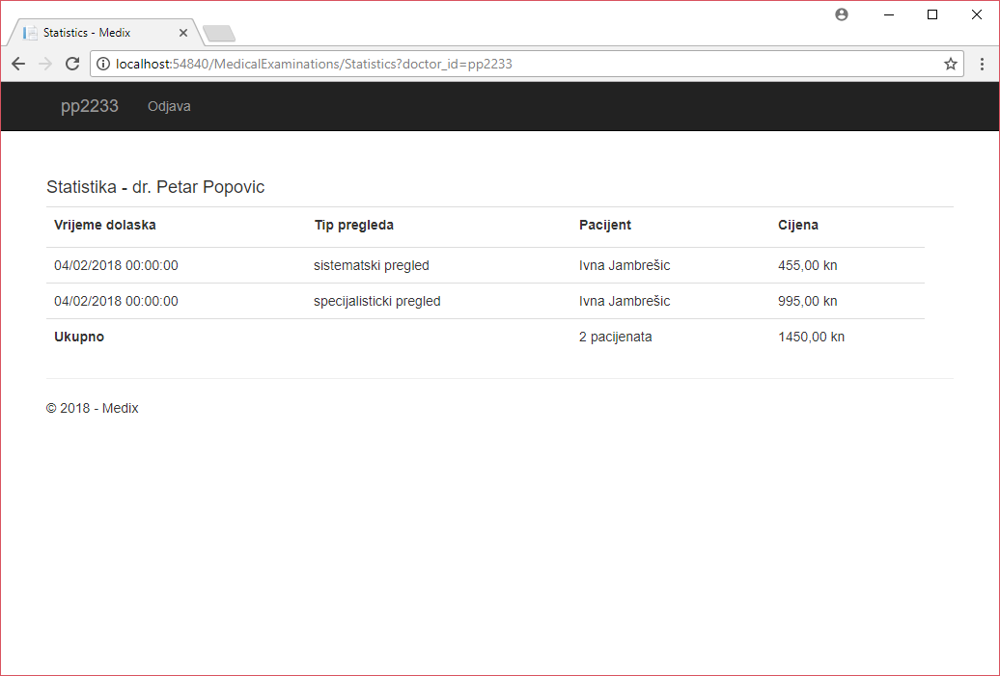 Statistics - Medix
localhost:54840/MedicalExaminations/Statistics?doctor_id=pp2233
pp2233 Odjava
Statistika - dr. Petar Popovic
Vrijeme dolaska Tip pregleda Pacijent Cijena
04/02/2018 00:00:00 sistematski pregled Ivna Jambrešic 455,00 kn
04/02/2018 00:00:00 specijalisticki pregled Ivna Jambrešic 995,00 kn
Ukupno 2 pacijenata 1450,00 kn
© 2018 - Medix